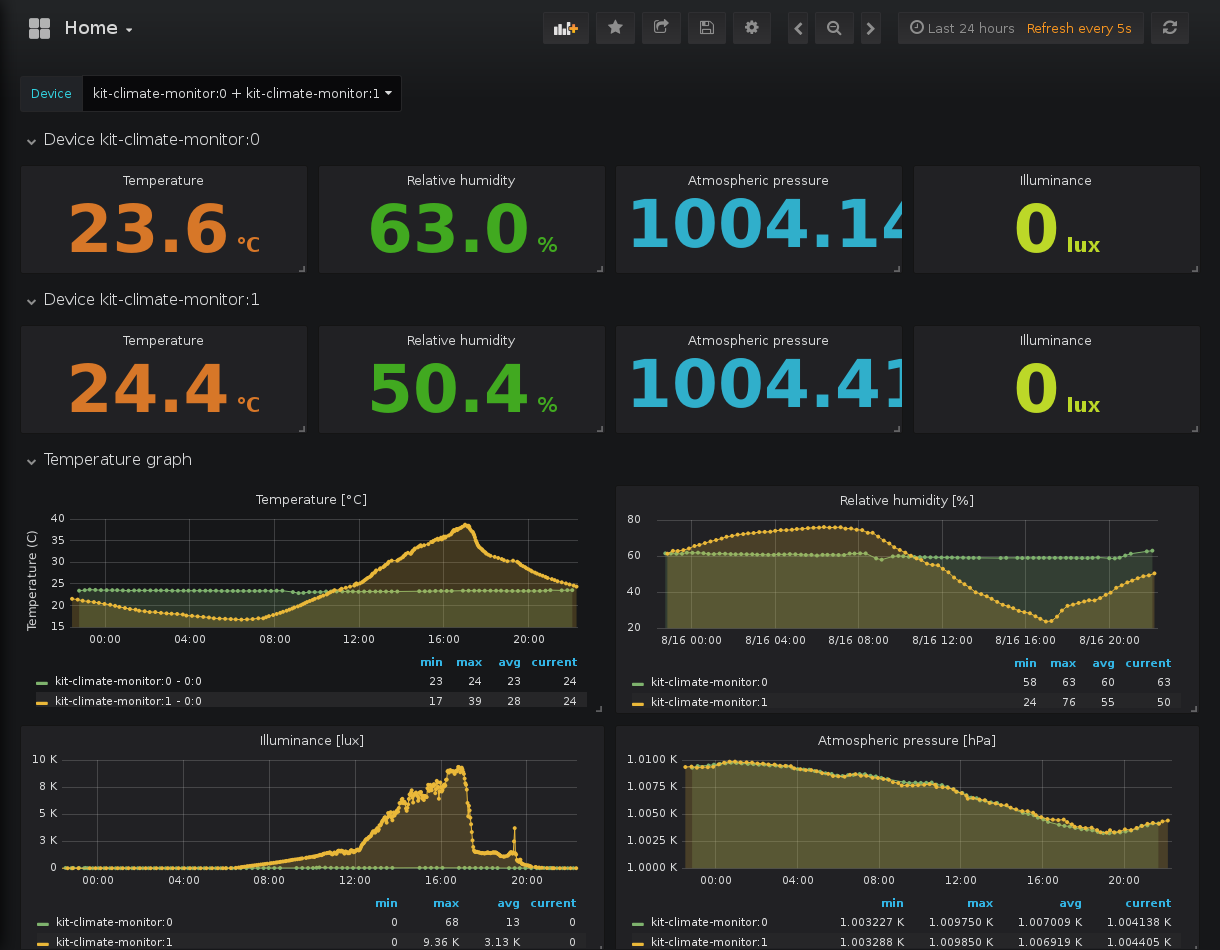 Home
Last 24 hours Refresh every 5s
Device kit-climate-monitor:0 + kit-climate-monitor:1
Device kit-climate-monitor:0
Temperature Relative humidity Atmospheric pressure Illuminance
23.6 °C 63.0 % 1004.14 0 lux
Device kit-climate-monitor:1
Temperature Relative humidity Atmospheric pressure Illuminance
24.4 °C 50.4 % 1004.41 0 lux
Temperature graph
Temperature [°C]
Temperature (C)
40
35
30
25
20
15
00:00 04:00 08:00 12:00 16:00 20:00
min max avg current
kit-climate-monitor:0 - 0:0 23 24 23 24
kit-climate-monitor:1 - 0:0 17 39 28 24
Relative humidity [%]
80
60
40
20
8/16 00:00 8/16 04:00 8/16 08:00 8/16 12:00 8/16 16:00 8/16 20:00
min max avg current
kit-climate-monitor:0 58 63 60 63
kit-climate-monitor:1 24 76 55 50
Illuminance [lux]
10 K
8 K
5 K
3 K
0
00:00 04:00 08:00 12:00 16:00 20:00
min max avg current
kit-climate-monitor:0 0 68 13 0
kit-climate-monitor:1 0 9.36 K 3.13 K 0
Atmospheric pressure [hPa]
1.0100 K
1.0075 K
1.0050 K
1.0025 K
1.0000 K
00:00 04:00 08:00 12:00 16:00 20:00
min max avg current
kit-climate-monitor:0 1.003227 K 1.009750 K 1.007009 K 1.004138 K
kit-climate-monitor:1 1.003288 K 1.009850 K 1.006919 K 1.004405 K